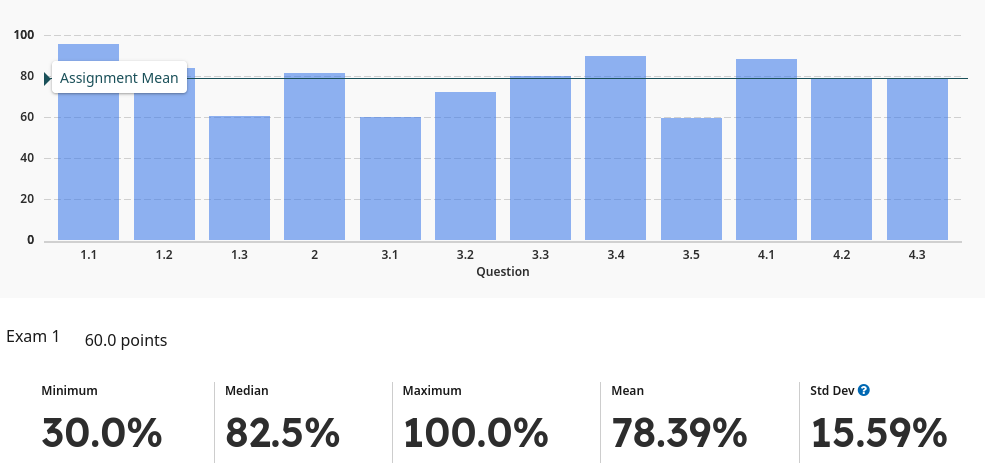 100
Assignment Mean
80
60
40
20
0
1.1 1.2 1.3 2 3.1 3.2 3.3 3.4 3.5 4.1 4.2 4.3
Question
Exam 1 60.0 points
Minimum Median Maximum Mean Std Dev ?
30.0% 82.5% 100.0% 78.39% 15.59%